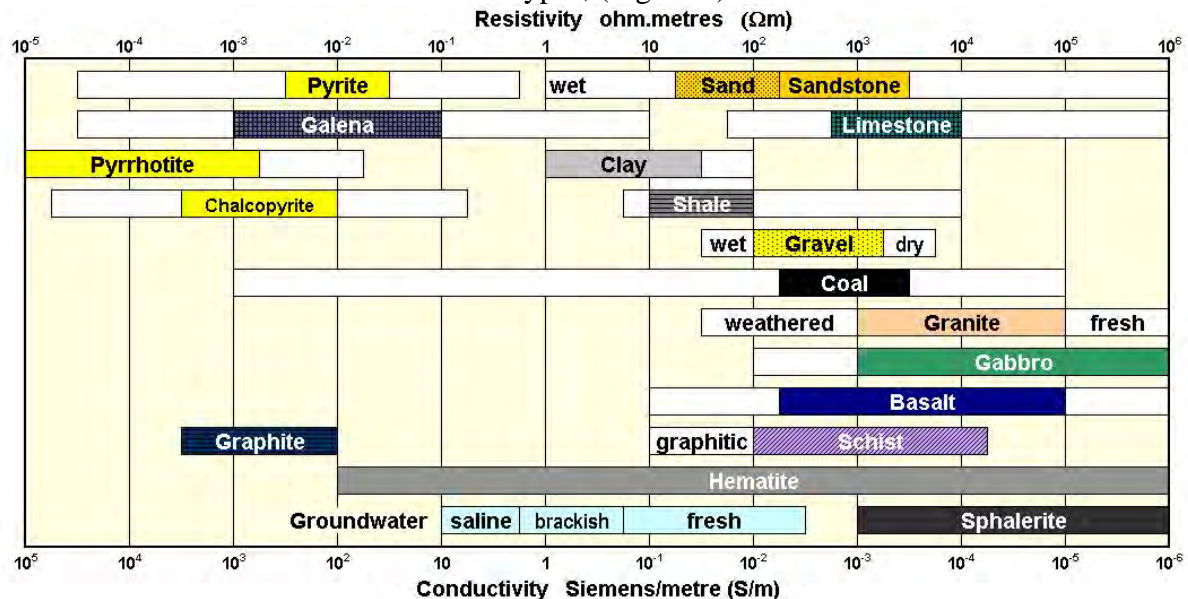 Resistivity ohm.metres (Ωm)
10⁻⁵ 10⁻⁴ 10⁻³ 10⁻² 10⁻¹ 1 10 10² 10³ 10⁴ 10⁵ 10⁶
Pyrite wet Sand Sandstone
Galena Limestone
Pyrrhotite Clay
Chalcopyrite Shale
wet Gravel dry
Coal
weathered Granite fresh
Gabbro
Basalt
Graphite graphitic Schist
Hematite
Groundwater saline brackish fresh Sphalerite
10⁵ 10⁴ 10³ 10² 10 1 10⁻¹ 10⁻² 10⁻³ 10⁻⁴ 10⁻⁵ 10⁻⁶
Conductivity Siemens/metre (S/m)